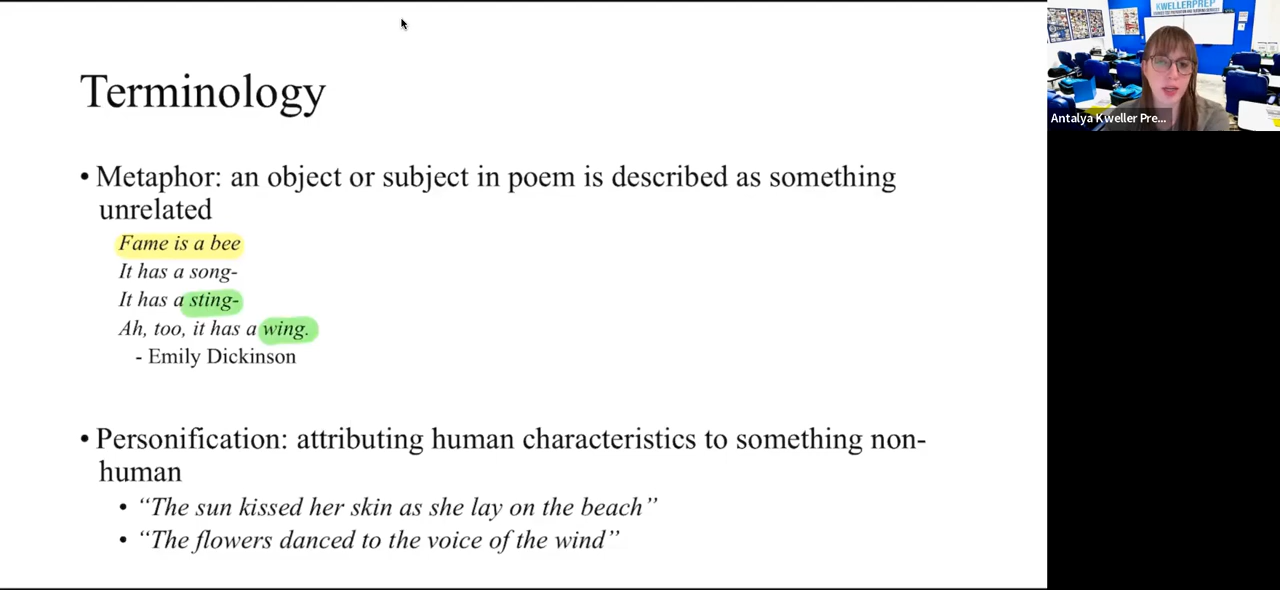 Terminology
• Metaphor: an object or subject in poem is described as something
unrelated
Fame is a bee
It has a song-
It has a sting-
Ah, too, it has a wing.
- Emily Dickinson
• Personification: attributing human characteristics to something non-
human
• “The sun kissed her skin as she lay on the beach”
• “The flowers danced to the voice of the wind”
KWELLERPREP
Antalya Kweller Pre...